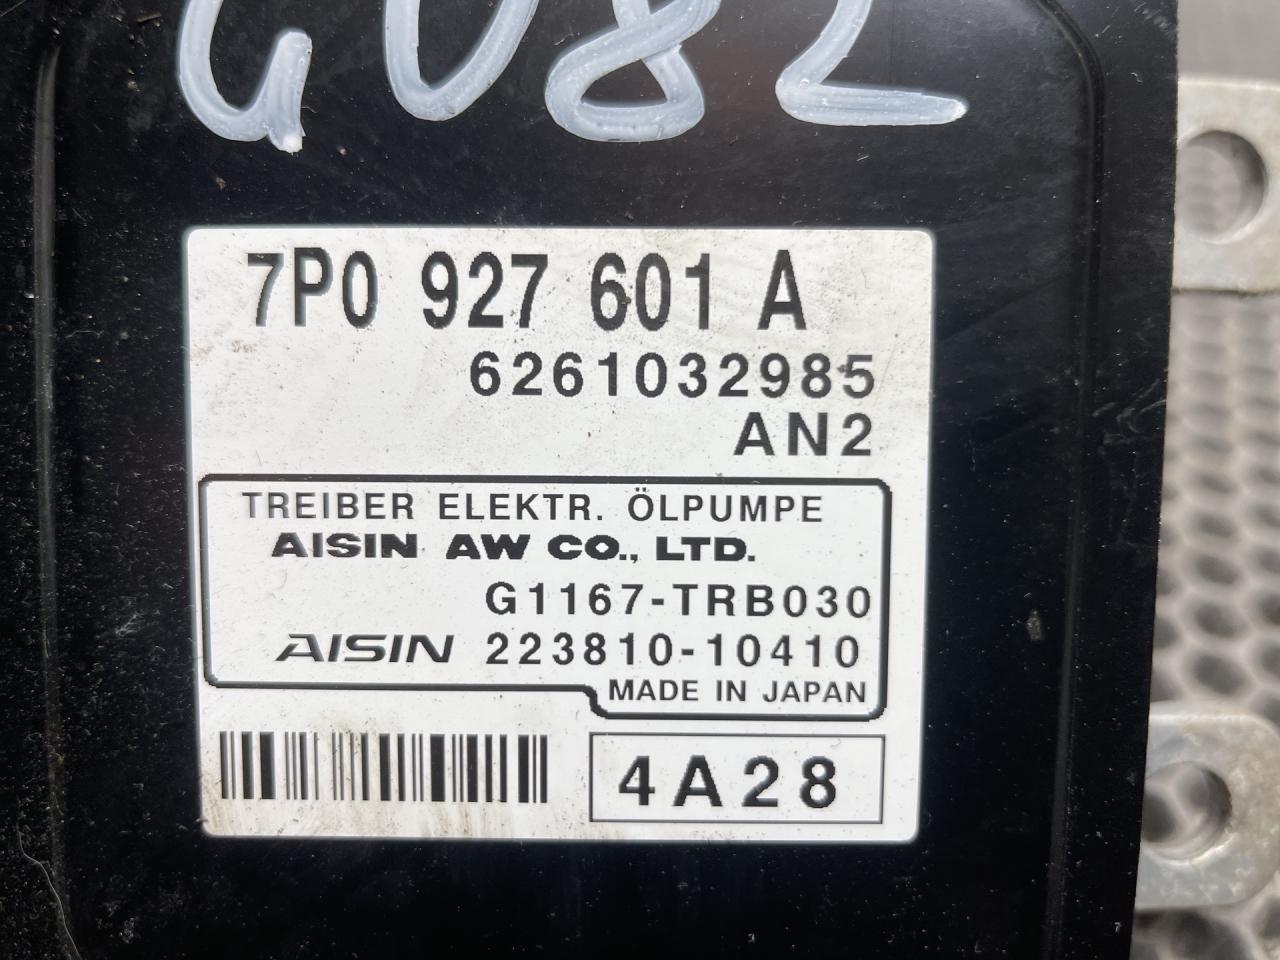 G082
7P0 927 601 A
6261032985
AN2
TREIBER ELEKTR. ÖLPUMPE
AISIN AW CO., LTD.
G1167-TRB030
AISIN 223810-10410
MADE IN JAPAN
4A28